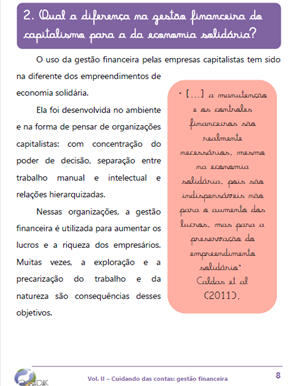 2. Qual a diferença na gestão financeira do
capitalismo para a da economia solidária?
O uso da gestão financeira pelas empresas capitalistas tem sido
na diferente dos empreendimentos de
economia solidária.
Ela foi desenvolvida no ambiente
e na forma de pensar de organizações
capitalistas: com concentração do
poder de decisão, separação entre
trabalho manual e intelectual e
relações hierarquizadas.
Nessas organizações, a gestão
financeira é utilizada para aumentar os
lucros e a riqueza dos empresários.
Muitas vezes, a exploração e a
precarização do trabalho e da
natureza são consequências desses
objetivos.
"[...] a manutenção
e os controles
financeiros são
realmente
necessários, mesmo
na economia
solidária, pois são
indispensáveis não
para o aumento dos
lucros, mas para a
preservação do
empreendimento
solidário"
Caldas et al
(2011).
Vol. II – Cuidando das contas: gestão financeira
8